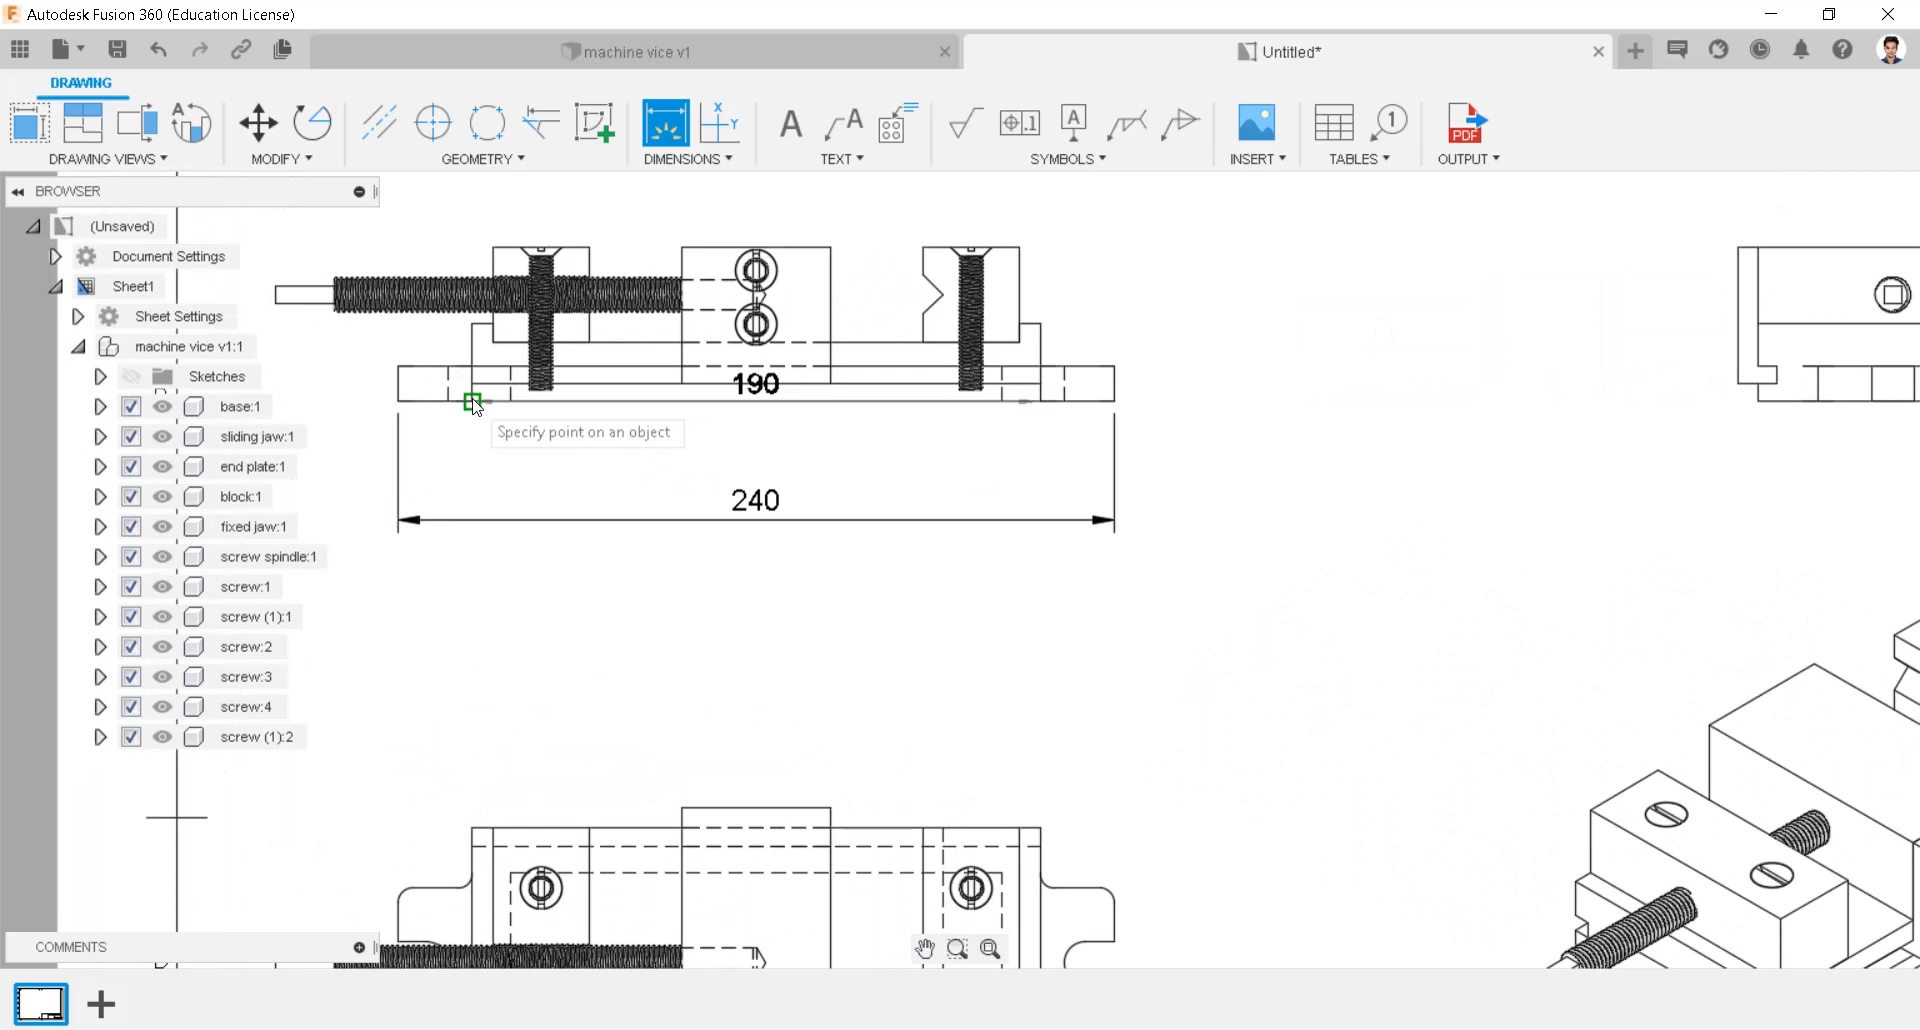 Autodesk Fusion 360 (Education License)
machine vice v1
Untitled*
DRAWING
DRAWING VIEWS
MODIFY
GEOMETRY
DIMENSIONS
TEXT
SYMBOLS
INSERT
TABLES
OUTPUT
BROWSER
(Unsaved)
Document Settings
Sheet1
Sheet Settings
machine vice v1:1
Sketches
base:1
sliding jaw:1
end plate:1
block:1
fixed jaw:1
screw spindle:1
screw:1
screw (1):1
screw:2
screw:3
screw:4
screw (1):2
190
Specify point on an object
240
COMMENTS